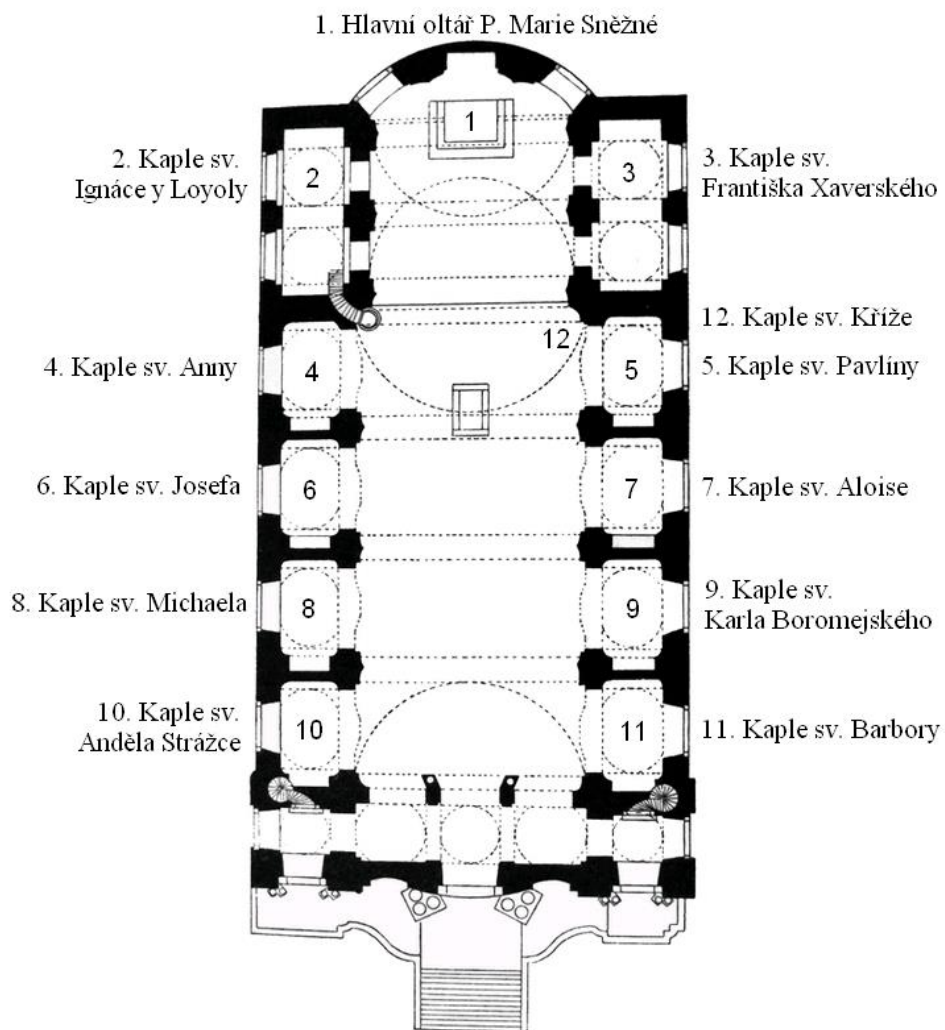 1. Hlavní oltář P. Marie Sněžné
1
2. Kaple sv.
Ignáce y Loyoly
2
3
3. Kaple sv.
Františka Xaverského
12
12. Kaple sv. Kříže
4. Kaple sv. Anny
4
5
5. Kaple sv. Pavlíny
6. Kaple sv. Josefa
6
7
7. Kaple sv. Aloise
8. Kaple sv. Michaela
8
9
9. Kaple sv.
Karla Boromejského
10. Kaple sv.
Anděla Strážce
10
11
11. Kaple sv. Barbory